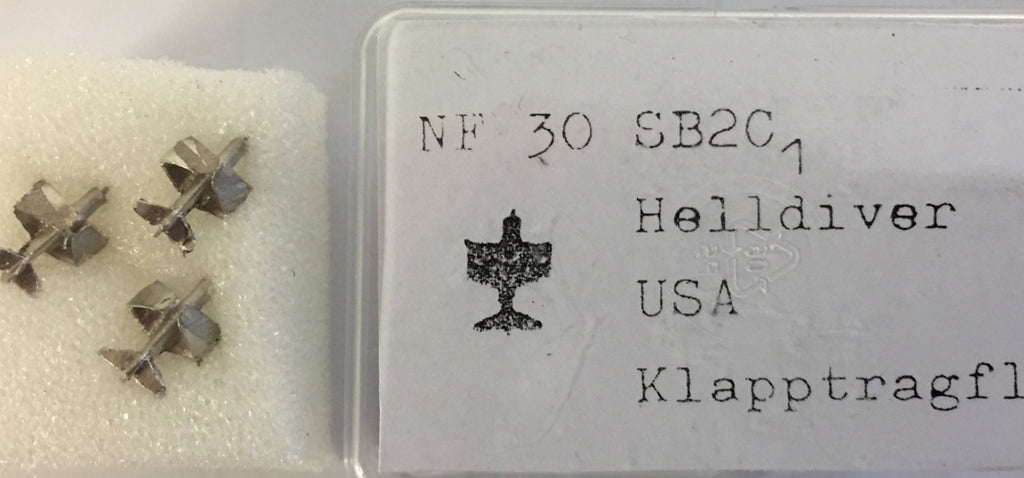 NF 30 SB2C1
Helldiver
USA
Klapptragfl